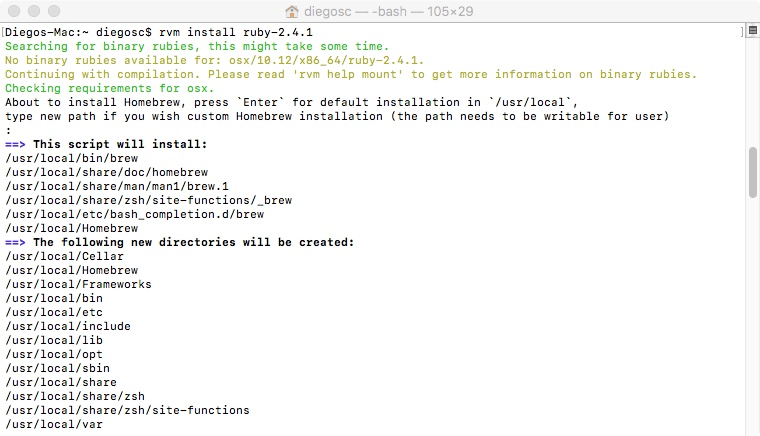 diegosc — -bash — 105×29
[Diegos-Mac:~ diegosc$ rvm install ruby-2.4.1 ]
Searching for binary rubies, this might take some time.
No binary rubies available for: osx/10.12/x86_64/ruby-2.4.1.
Continuing with compilation. Please read 'rvm help mount' to get more information on binary rubies.
Checking requirements for osx.
About to install Homebrew, press `Enter` for default installation in `/usr/local`,
type new path if you wish custom Homebrew installation (the path needs to be writable for user)
:
==> This script will install:
/usr/local/bin/brew
/usr/local/share/doc/homebrew
/usr/local/share/man/man1/brew.1
/usr/local/share/zsh/site-functions/_brew
/usr/local/etc/bash_completion.d/brew
/usr/local/Homebrew
==> The following new directories will be created:
/usr/local/Cellar
/usr/local/Homebrew
/usr/local/Frameworks
/usr/local/bin
/usr/local/etc
/usr/local/include
/usr/local/lib
/usr/local/opt
/usr/local/sbin
/usr/local/share
/usr/local/share/zsh
/usr/local/share/zsh/site-functions
/usr/local/var